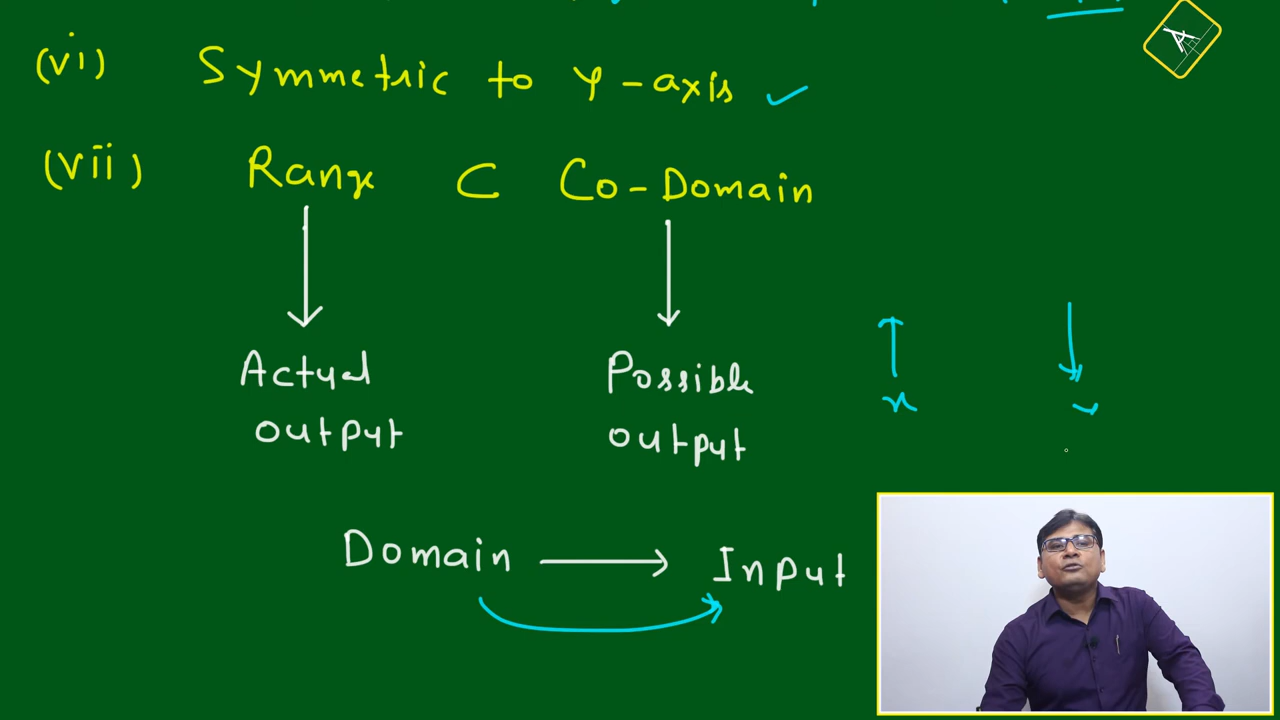 (vi) Symmetric to Y-axis ✓
(vii) Range ⊂ Co-Domain
Actual Possible
output output
x
Domain → Input